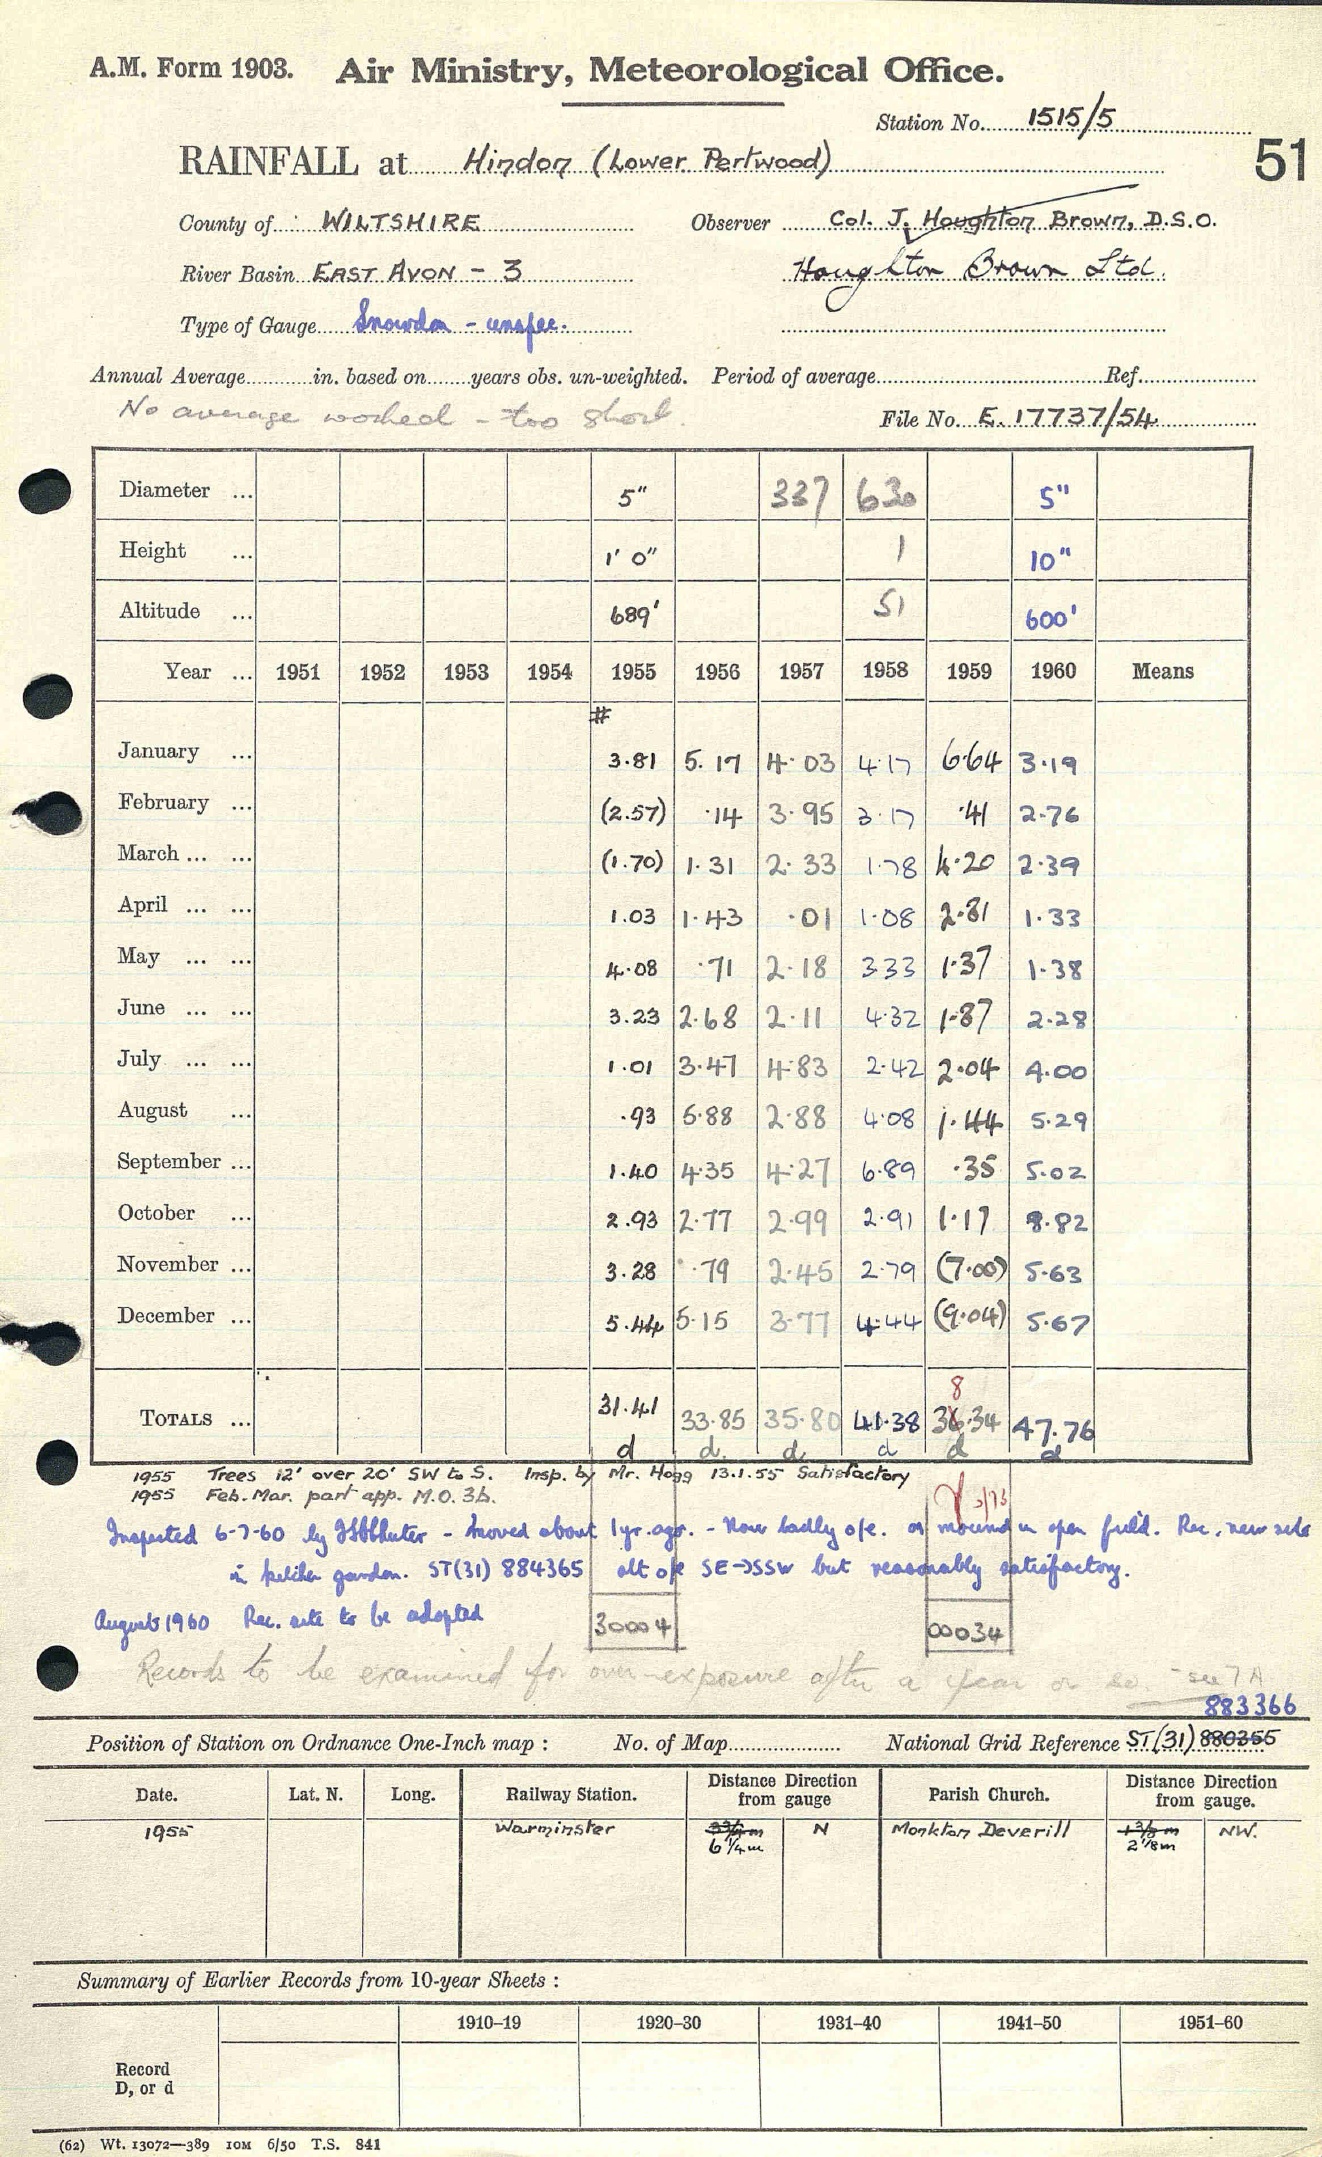 A.M. Form 1903. Air Ministry, Meteorological Office.
Station No. 1515/5
RAINFALL at Hindon (Lower Pertwood) 51
County of WILTSHIRE Observer Col. J. Houghton Brown, D.S.O.
River Basin EAST AVON - 3 Houghton Brown Ltd.
Type of Gauge Snowdon - unspec.
Annual Average in. based on years obs. un-weighted. Period of average Ref.
No average worked - too short.
File No. E. 17737/54
Diameter ... 5" 337 630 5"
Height ... 1' 0" 1 10"
Altitude ... 689' 51 600'
Year ... 1951 1952 1953 1954 1955 1956 1957 1958 1959 1960 Means
#
January ... 3.81 5.17 4.03 4.17 6.64 3.19
February ... (2.57) .14 3.95 3.17 .41 2.76
March ... ... (1.70) 1.31 2.33 1.78 4.20 2.39
April ... ... 1.03 1.43 .01 1.08 2.81 1.33
May ... ... 4.08 .71 2.18 3.33 1.37 1.38
June ... ... 3.23 2.68 2.11 4.32 1.87 2.28
July ... ... 1.01 3.47 4.83 2.42 2.04 4.00
August ... .93 5.88 2.88 4.08 1.44 5.29
September ... 1.40 4.35 4.27 6.89 .35 5.02
October ... 2.93 2.77 2.99 2.91 1.17 8.82
November ... 3.28 .79 2.45 2.79 (7.00) 5.63
December ... 5.44 5.15 3.77 4.44 (9.04) 5.67
8
TOTALS ... 31.41 33.85 35.80 41.38 36.34 47.76
d d. d. d d d
1955 Trees 12' over 20' SW to S. Insp. by Mr. Hogg 13.1.55 Satisfactory
1955 Feb. Mar. part app. M.O. 3b.
Inspected 6-7-60 by - moved about 1yr. ago. - Now badly o/e. on mound in open field. Rec. new site
in kitchen garden. ST(31) 884365 alt o/e SE→SSW but reasonably satisfactory.
August 1960 Rec. site to be adopted 30004 00034
Records to be examined for over-exposure after a year or so. - see 7A
883366
Position of Station on Ordnance One-Inch map : No. of Map National Grid Reference ST(31) 880355
Date. Lat. N. Long. Railway Station. Distance Direction from gauge Parish Church. Distance Direction from gauge.
1955 Warminster N Monkton Deverill NW.
6 1/4 m 2 1/8 m
Summary of Earlier Records from 10-year Sheets :
1910–19 1920–30 1931–40 1941–50 1951–60
Record
D, or d
(62) Wt. 13072—389 10M 6/50 T.S. 841